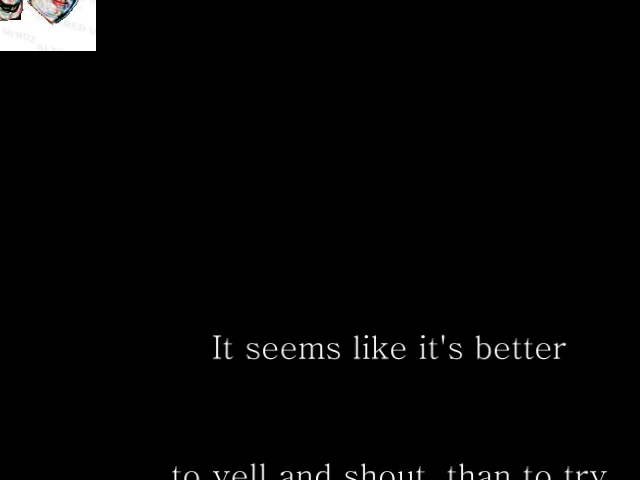 It seems like it's better
to yell and shout, than to try